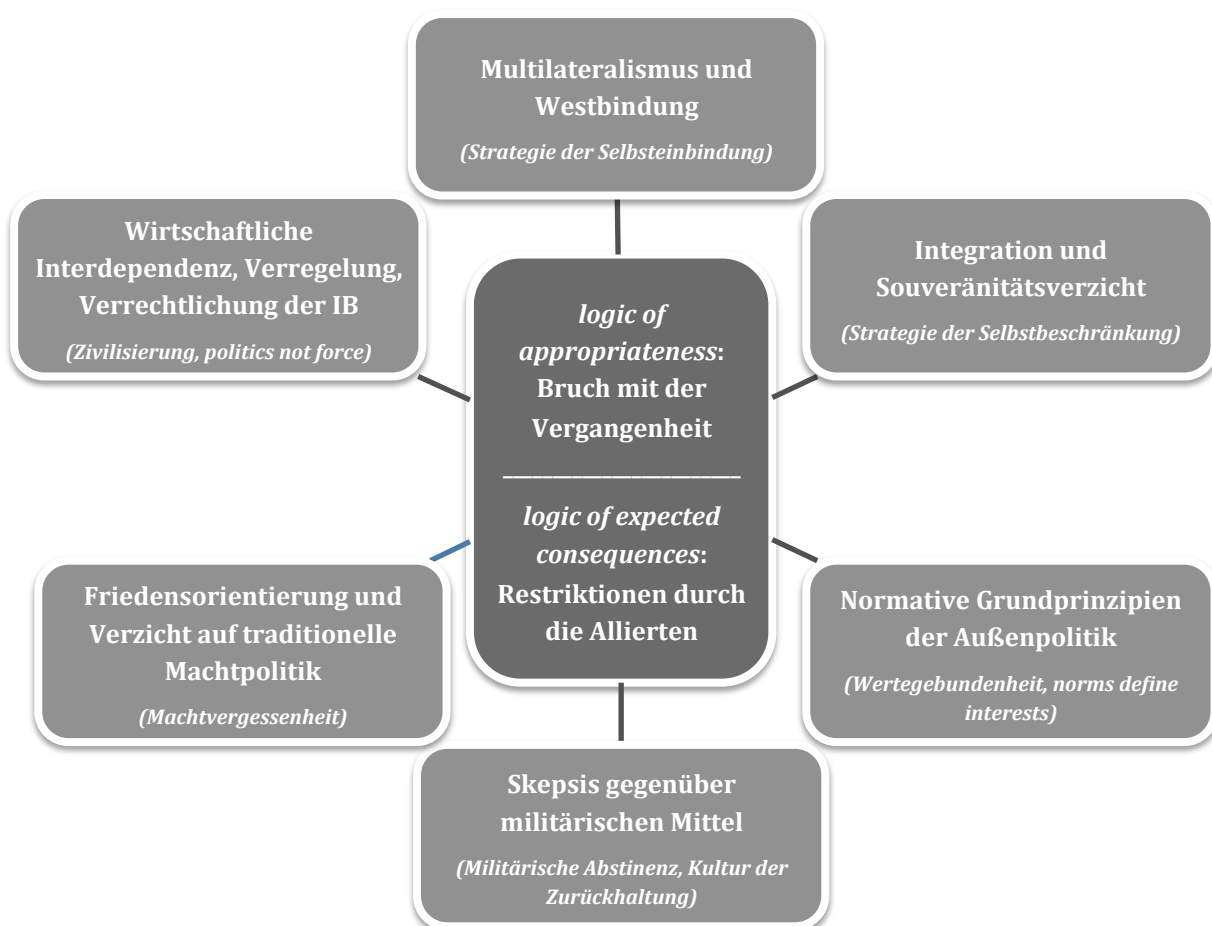 Multilateralismus und
Westbindung
(Strategie der Selbsteinbindung)
Wirtschaftliche
Interdependenz, Verregelung,
Verrechtlichung der IB
(Zivilisierung, politics not force)
Integration und
Souveränitätsverzicht
(Strategie der Selbstbeschränkung)
logic of
appropriateness:
Bruch mit der
Vergangenheit
logic of expected
consequences:
Restriktionen durch
die Allierten
Friedensorientierung und
Verzicht auf traditionelle
Machtpolitik
(Machtvergessenheit)
Normative Grundprinzipien
der Außenpolitik
(Wertegebundenheit, norms define
interests)
Skepsis gegenüber
militärischen Mittel
(Militärische Abstinenz, Kultur der
Zurückhaltung)